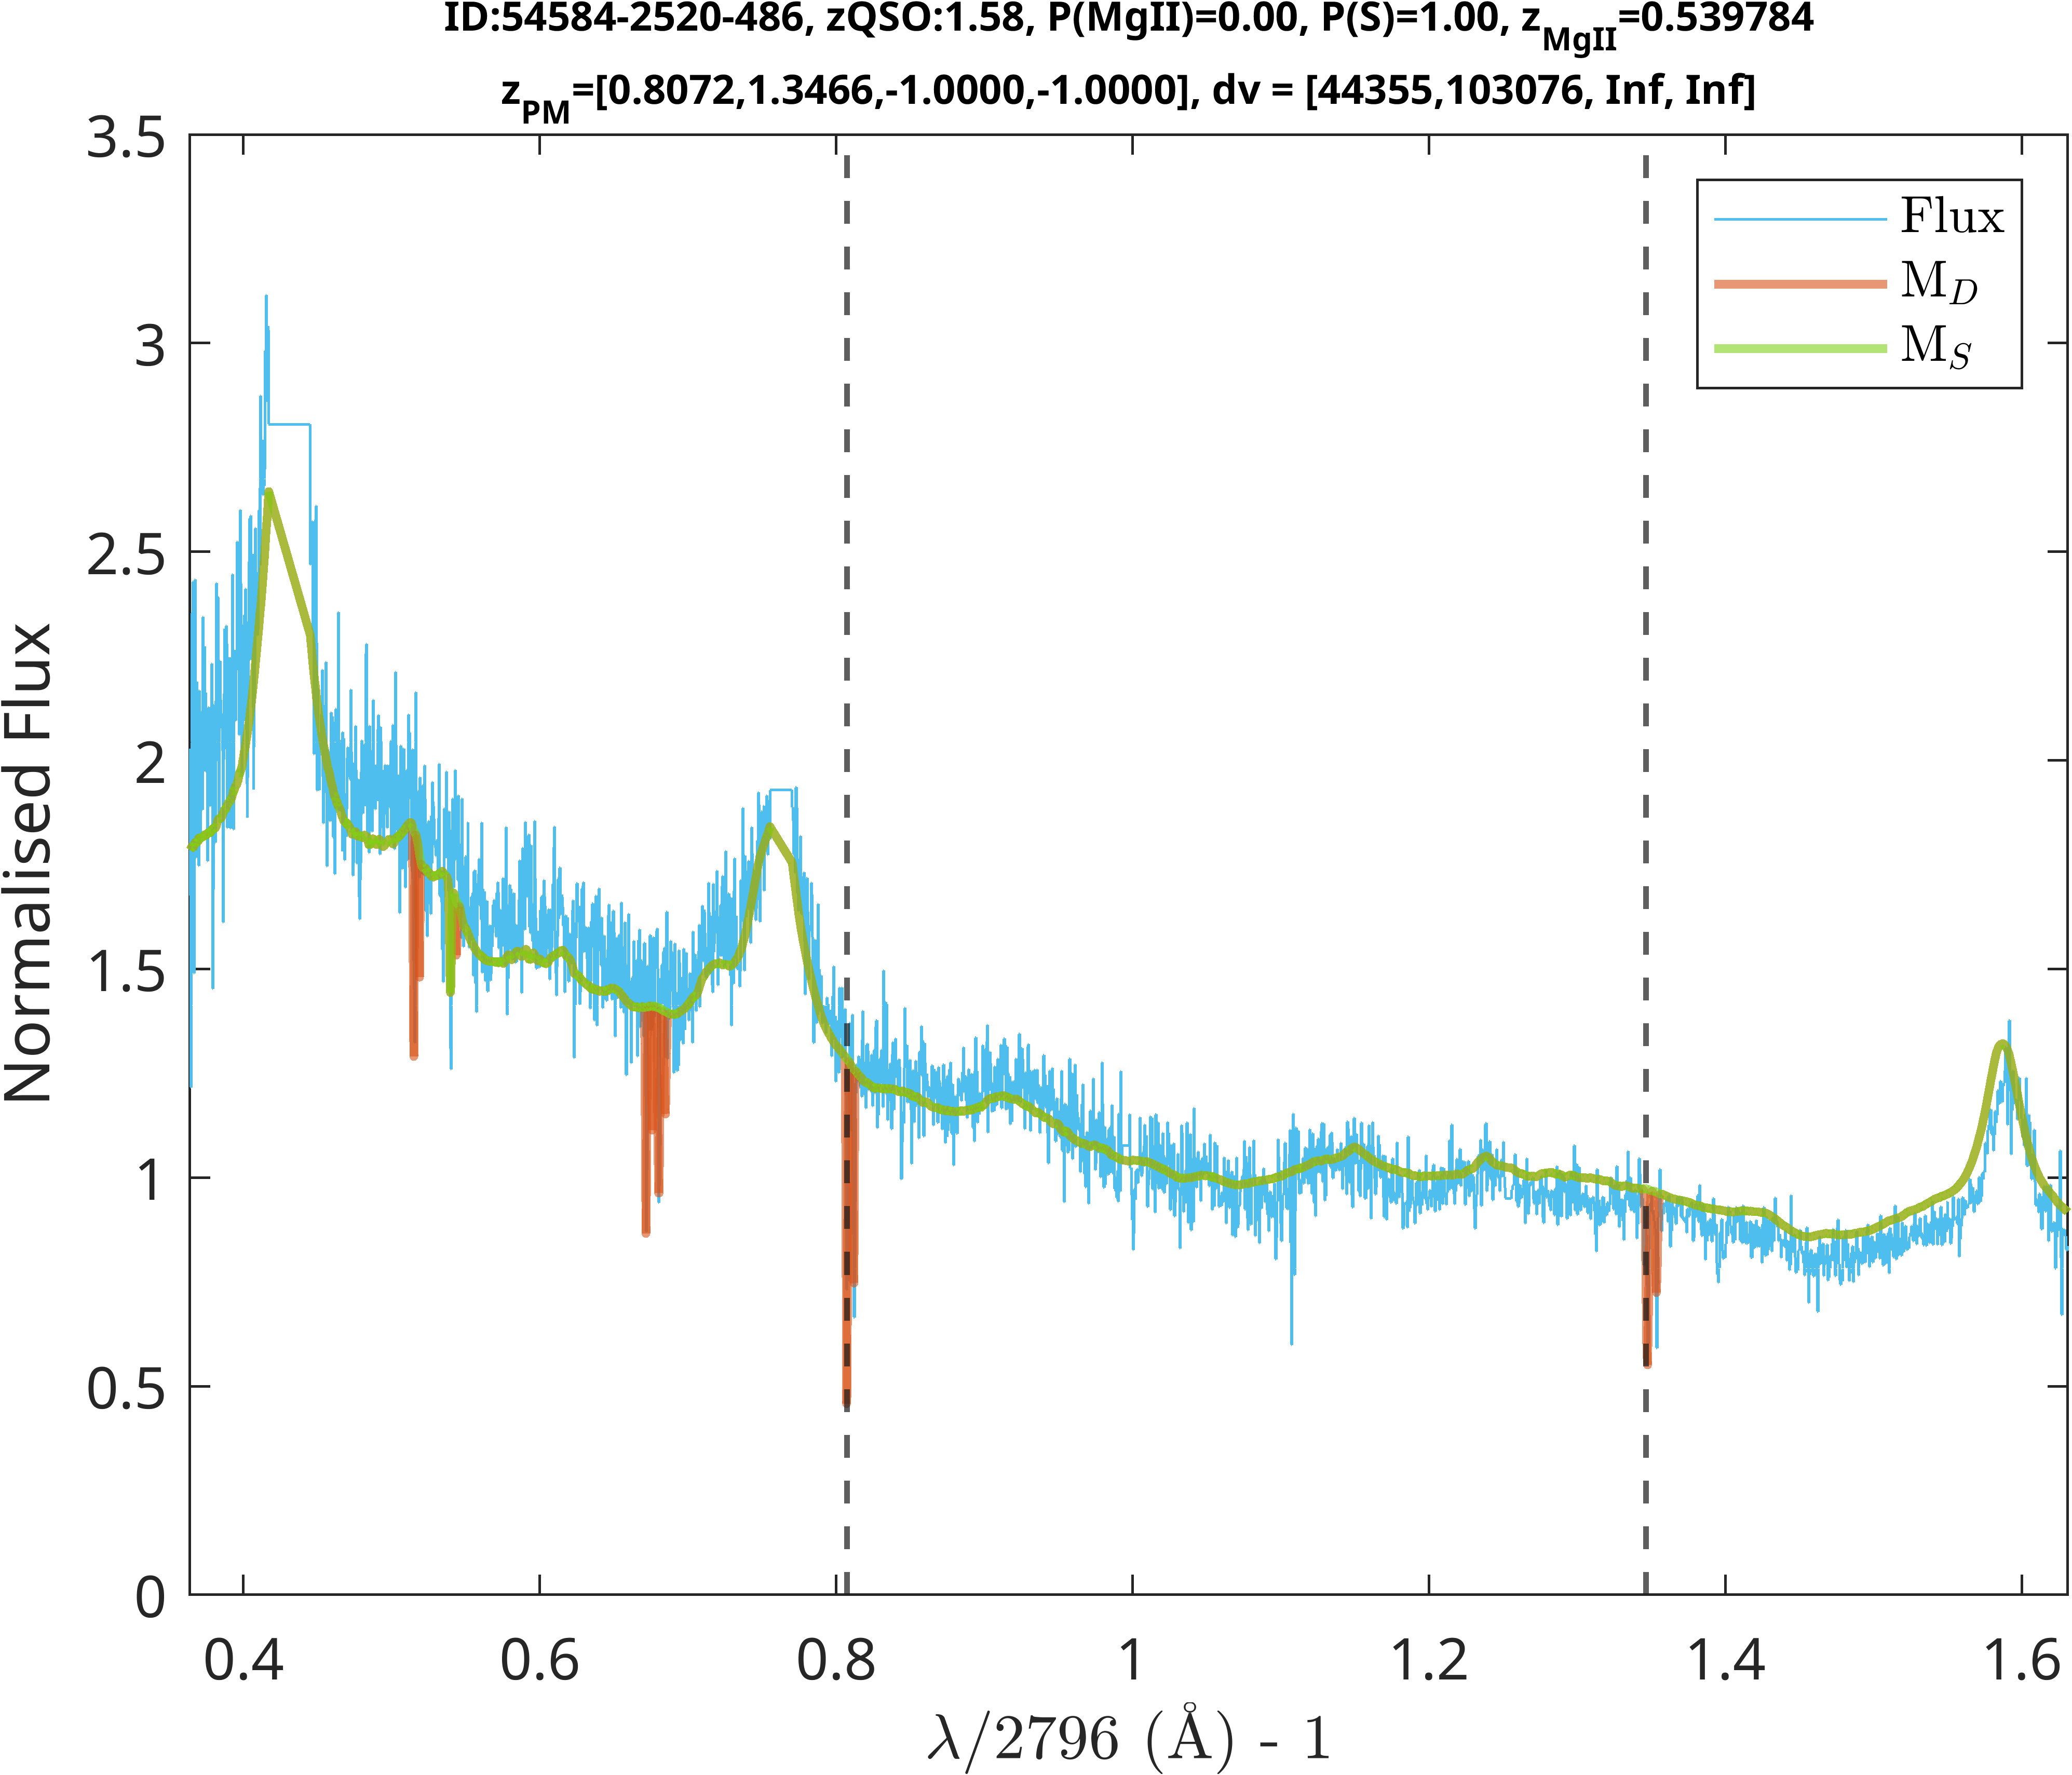 ID:54584-2520-486, zQSO:1.58, P(MgII)=0.00, P(S)=1.00, zMgII=0.539784
zPM=[0.8072,1.3466,-1.0000,-1.0000], dv = [44355,103076, Inf, Inf]
3.5
3
2.5
2
1.5
1
0.5
0
Normalised Flux
Flux
MD
MS
0.4 0.6 0.8 1 1.2 1.4 1.6
λ/2796 (Å) - 1